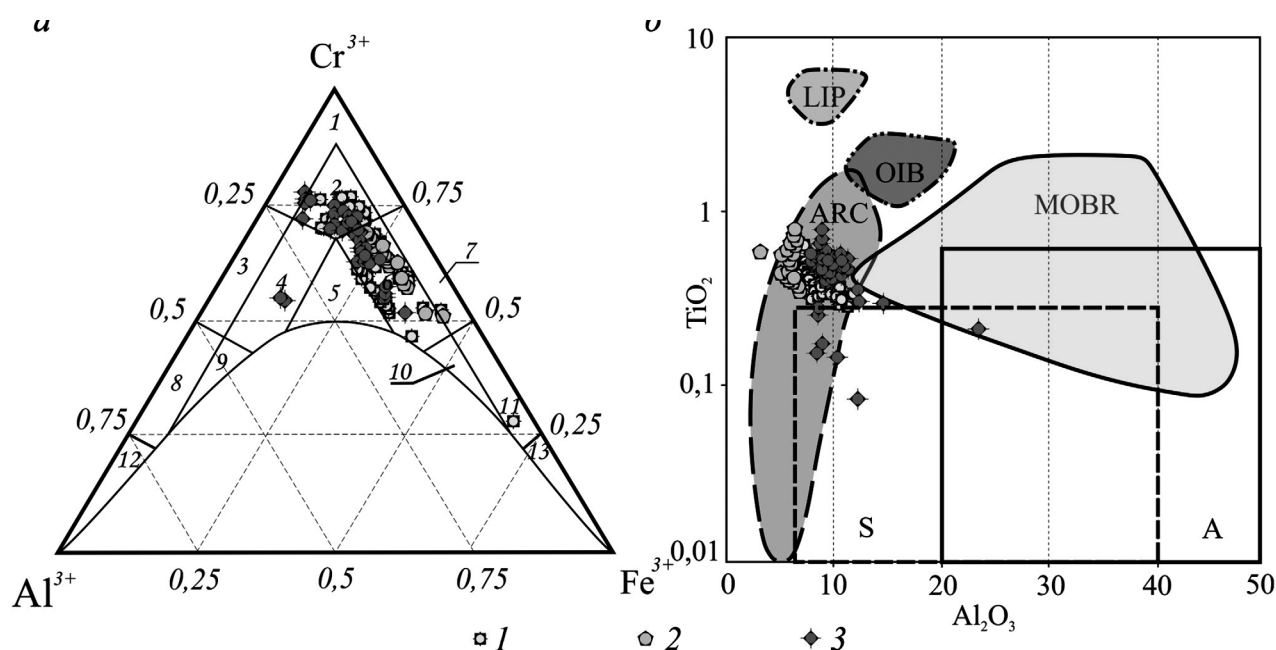 а б
Cr³⁺
10
1
LIP
2
0,25 0,75
OIB
3 7
1 ARC MOBR
4 5 6
0,5 0,5
TiO₂
9 10
8
0,1
0,75 11 0,25
12 13
S A
0,01
Al³⁺ 0,25 0,5 0,75 Fe³⁺
0 10 20 30 40 50
Al₂O₃
1 2 3